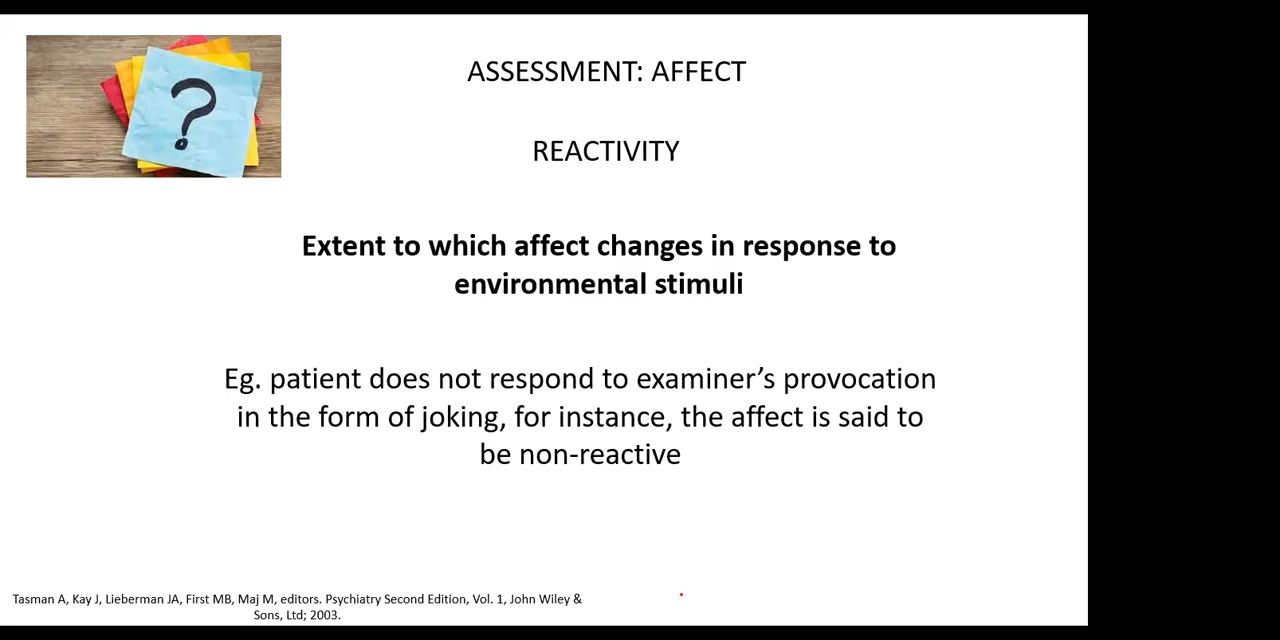 ?
ASSESSMENT: AFFECT
REACTIVITY
Extent to which affect changes in response to
environmental stimuli
Eg. patient does not respond to examiner’s provocation
in the form of joking, for instance, the affect is said to
be non-reactive
Tasman A, Kay J, Lieberman JA, First MB, Maj M, editors. Psychiatry Second Edition, Vol. 1, John Wiley &
Sons, Ltd; 2003.